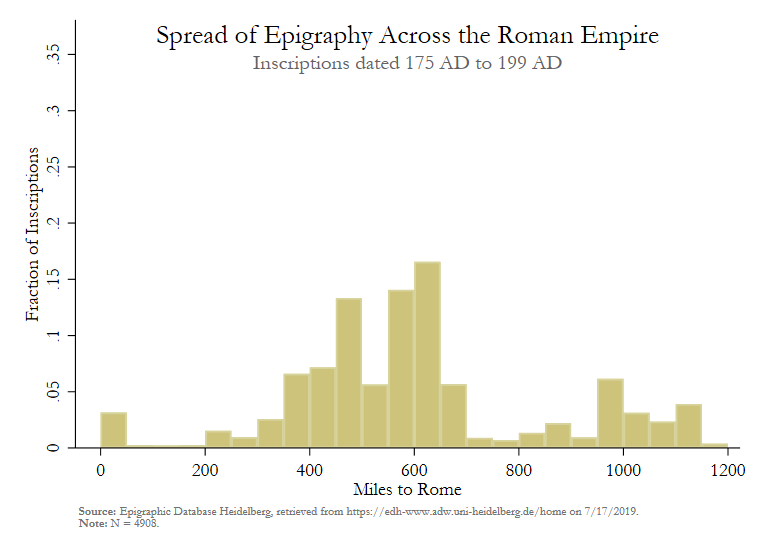 Spread of Epigraphy Across the Roman Empire
Inscriptions dated 175 AD to 199 AD
Fraction of Inscriptions
.35
.3
.25
.2
.15
.1
.05
0
0 200 400 600 800 1000 1200
Miles to Rome
Source: Epigraphic Database Heidelberg, retrieved from https://edh-www.adw.uni-heidelberg.de/home on 7/17/2019.
Note: N = 4908.